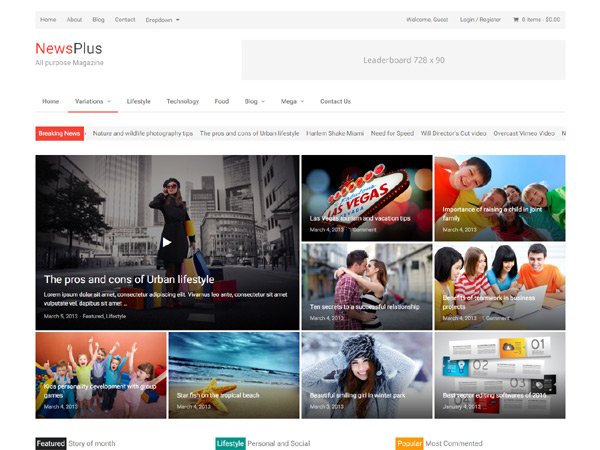 Home About Blog Contact Dropdown
Welcome, Guest Login / Register 0 items - $0.00
NewsPlus
All purpose Magazine
Leaderboard 728 x 90
Home Variations Lifestyle Technology Food Blog Mega Contact Us
Breaking News Nature and wildlife photography tips The pros and cons of Urban lifestyle Harlem Shake Miami Need for Speed Will Director's Cut video Overcast Vimeo Video N
The pros and cons of Urban lifestyle
Lorem ipsum dolor sit amet, consectetur adipiscing elit. Vivamus leo ante, consectetur sit amet
vulputate vel, dapibus sit amet ...
March 5, 2013 - Featured, Lifestyle
Fabulous
LAS VEGAS
Las Vegas tourism and vacation tips
March 4, 2013 1 Comment
Importance of raising a child in joint
family
March 4, 2013
Ten secrets to a successful relationship
March 4, 2013
Benefits of teamwork in business
projects
March 4, 2013 1 Comment
Kids personality development with group
games
March 4, 2013
Star fish on the tropical beach
March 4, 2013
Beautiful smiling girl in winter park
March 3, 2013
01
02
03
Best vector editing softwares of 2016
January 4, 2013
Featured Story of month
Lifestyle Personal and Social
Popular Most Commented